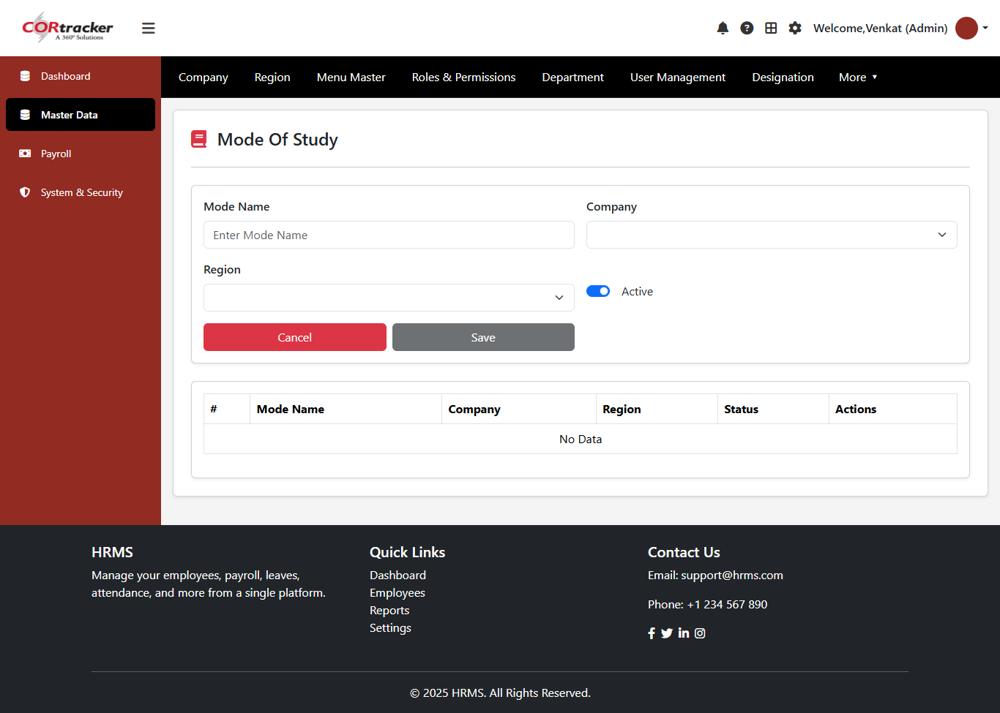 CORtracker
A 360° Solutions
Welcome,Venkat (Admin)
Dashboard
Master Data
Payroll
System & Security
Company Region Menu Master Roles & Permissions Department User Management Designation More
Mode Of Study
Mode Name
Enter Mode Name
Company
Region
Active
Cancel
Save
# Mode Name Company Region Status Actions
No Data
HRMS
Manage your employees, payroll, leaves,
attendance, and more from a single platform.
Quick Links
Dashboard
Employees
Reports
Settings
Contact Us
Email: support@hrms.com
Phone: +1 234 567 890
© 2025 HRMS. All Rights Reserved.